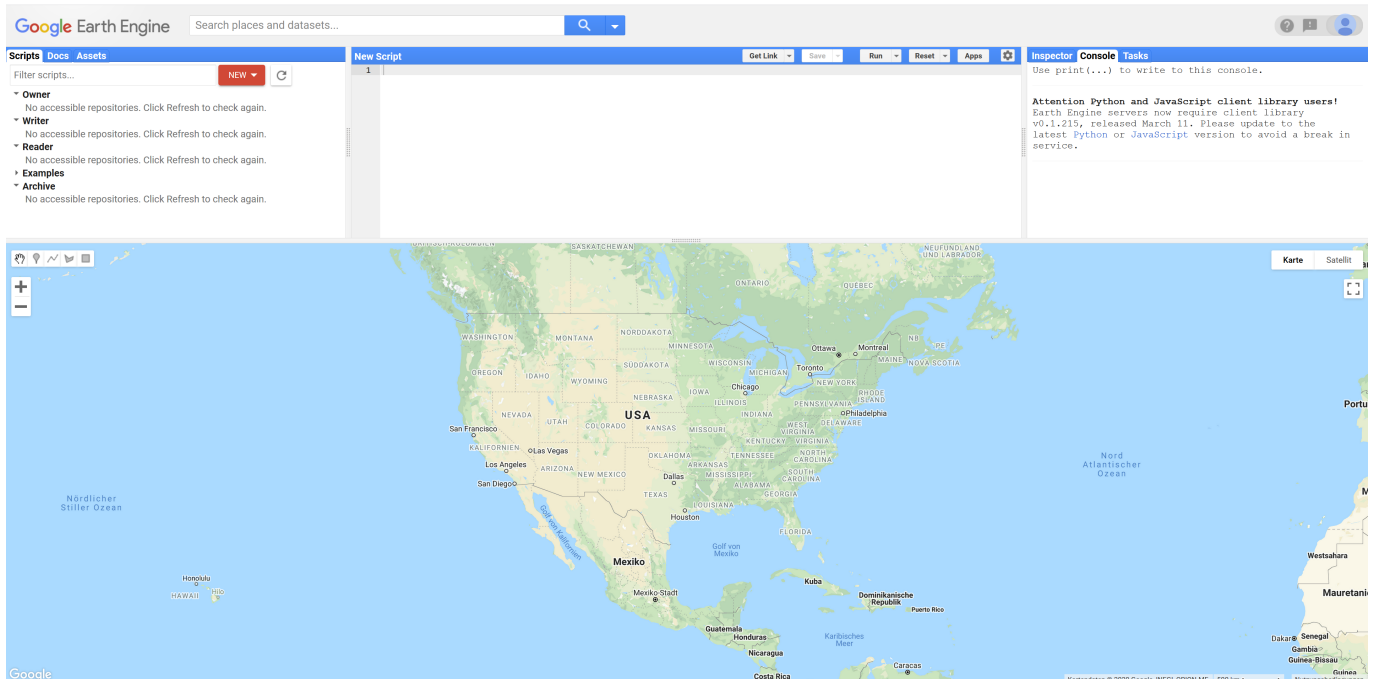 Google Earth Engine
Search places and datasets...
Scripts Docs Assets
Filter scripts...
NEW
Owner
No accessible repositories. Click Refresh to check again.
Writer
No accessible repositories. Click Refresh to check again.
Reader
No accessible repositories. Click Refresh to check again.
Examples
Archive
No accessible repositories. Click Refresh to check again.
New Script
Get Link
Save
Run
Reset
Apps
1
Inspector Console Tasks
Use print(...) to write to this console.
Attention Python and JavaScript client library users!
Earth Engine servers now require client library
v0.1.215, released March 11. Please update to the
latest Python or JavaScript version to avoid a break in
service.
Karte Satellit
SASKATCHEWAN
NEUFUNDLAND
UND LABRADOR
ONTARIO
QUÉBEC
WASHINGTON
MONTANA
NORDDAKOTA
MINNESOTA
Ottawa
Montreal
NB
PE
MAINE
NOVA SCOTIA
OREGON
IDAHO
WYOMING
SÜDDAKOTA
WISCONSIN
MICHIGAN
Toronto
NEW YORK
RHODE
ISLAND
NEBRASKA
IOWA
Chicago
ILLINOIS
INDIANA
PENNSYLVANIA
Philadelphia
Portu
NEVADA
UTAH
COLORADO
USA
KANSAS
MISSOURI
WEST
VIRGINIA
DELAWARE
KENTUCKY
VIRGINIA
San Francisco
KALIFORNIEN
Las Vegas
OKLAHOMA
ARKANSAS
TENNESSEE
NORTH
CAROLINA
Los Angeles
ARIZONA
NEW MEXICO
Dallas
MISSISSIPPI
SOUTH
CAROLINA
San Diego
TEXAS
ALABAMA
GEORGIA
LOUISIANA
Houston
FLORIDA
Nord
Atlantischer
Ozean
Nördlicher
Stiller Ozean
Golf von Kalifornien
Golf von
Mexiko
Mexiko
Westsahara
Honolulu
HAWAII
Hilo
Mexiko-Stadt
Kuba
Dominikanische
Republik
Puerto Rico
Mauretani
Guatemala
Honduras
Karibisches
Meer
Nicaragua
Caracas
Costa Rica
Dakar
Senegal
Gambia
Guinea-Bissau
Guinea
Google